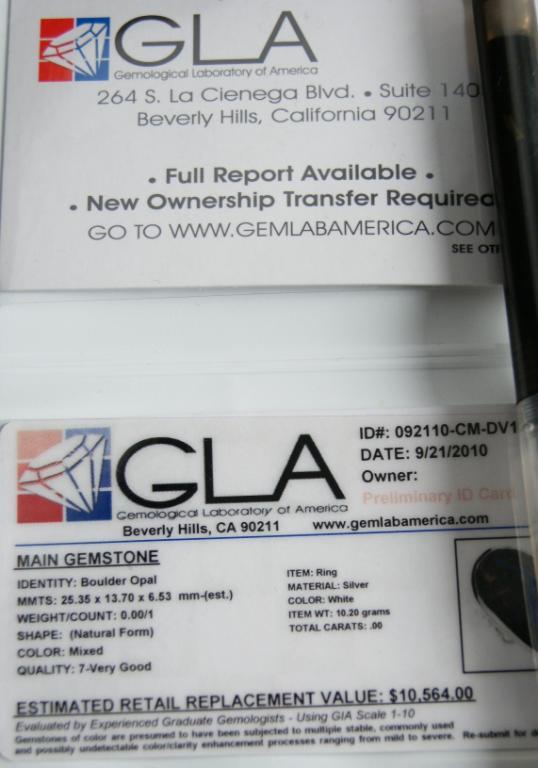 GLA
Gemological Laboratory of America
264 S. La Cienega Blvd. • Suite 140
Beverly Hills, California 90211
• Full Report Available •
• New Ownership Transfer Required
GO TO WWW.GEMLABAMERICA.COM
SEE OTH
GLA
Gemological Laboratory of America
Beverly Hills, CA 90211 www.gemlabamerica.com
ID#: 092110-CM-DV1
DATE: 9/21/2010
Owner:
Preliminary ID Card
MAIN GEMSTONE
IDENTITY: Boulder Opal
MMTS: 25.35 x 13.70 x 6.53 mm-(est.)
WEIGHT/COUNT: 0.00/1
SHAPE: (Natural Form)
COLOR: Mixed
QUALITY: 7-Very Good
ITEM: Ring
MATERIAL: Silver
COLOR: White
ITEM WT: 10.20 grams
TOTAL CARATS: .00
ESTIMATED RETAIL REPLACEMENT VALUE: $10,564.00
Evaluated by Experienced Graduate Gemologists - Using GIA Scale 1-10
Gemstones of color are presumed to have been subjected to multiple stable, commonly used
and possibly undetectable color/clarity enhancement processes ranging from mild to severe. Re-submit for